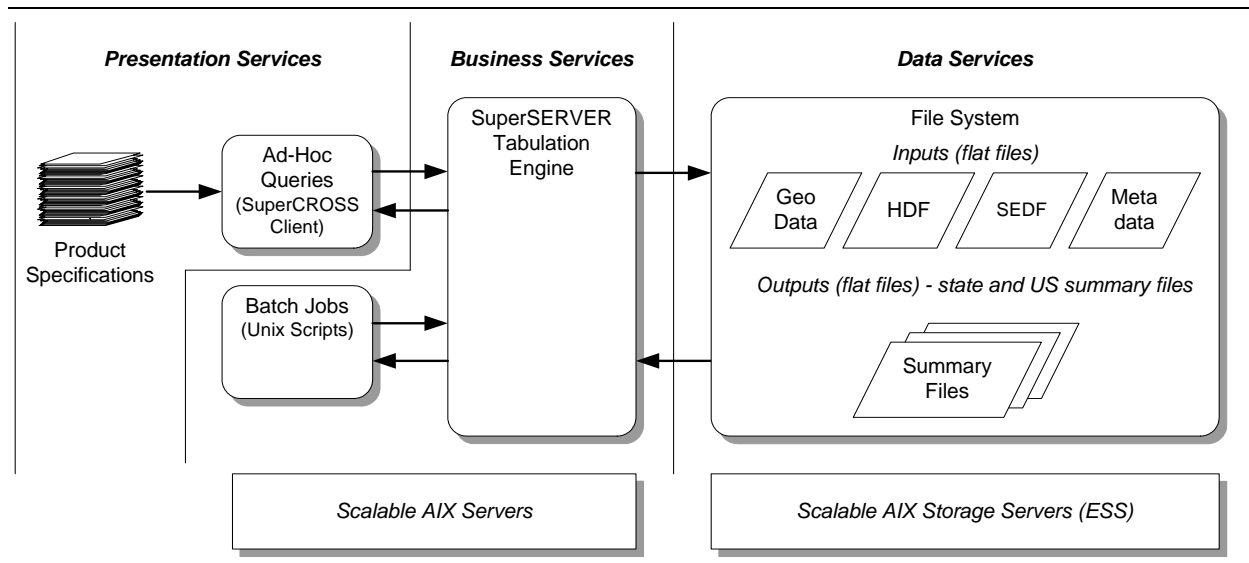 Presentation Services
Business Services
Data Services
Product
Specifications
Ad-Hoc
Queries
(SuperCROSS
Client)
Batch Jobs
(Unix Scripts)
SuperSERVER
Tabulation
Engine
File System
Inputs (flat files)
Geo
Data
HDF
SEDF
Meta
data
Outputs (flat files) - state and US summary files
Summary
Files
Scalable AIX Servers
Scalable AIX Storage Servers (ESS)